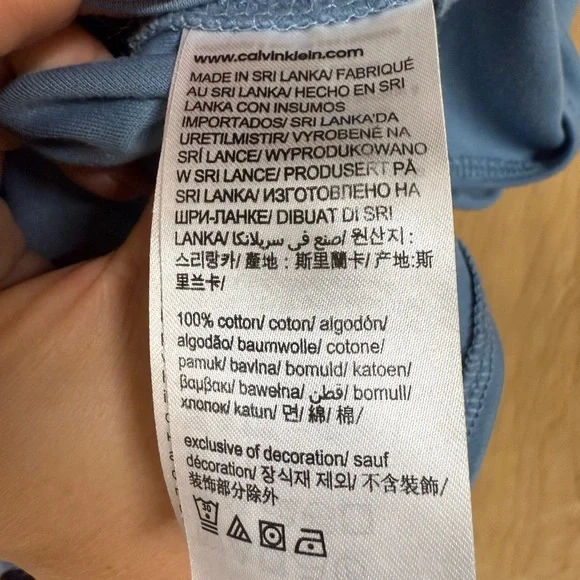 www.calvinklein.com
MADE IN SRI LANKA/ FABRIQUÉ
AU SRI LANKA/ HECHO EN SRI
LANKA CON INSUMOS
IMPORTADOS/ SRI LANKA'DA
URETILMISTIR/ VYROBENÉ NA
SRÍ LANCE/ WYPRODUKOWANO
W SRI LANCE/ PRODUSERT PÅ
SRI LANKA/ ИЗГОТОВЛЕНО НА
ШРИ-ЛАНКЕ/ DIBUAT DI SRI
LANKA/ صنع في سريلانكا/ 원산지 :
스리랑카/ 產地 : 斯里蘭卡/ 产地:斯
里兰卡/
100% cotton/ coton/ algodón/
algodão/ baumwolle/ cotone/
pamuk/ bavlna/ bomuld/ katoen/
βαμβακι/ bawełna/ قطن/ bomull/
хлопок/ katun/ 면/ 綿/ 棉/
exclusive of decoration/ sauf
décoration/ 장식재 제외/ 不含裝飾/
装饰部分除外
30